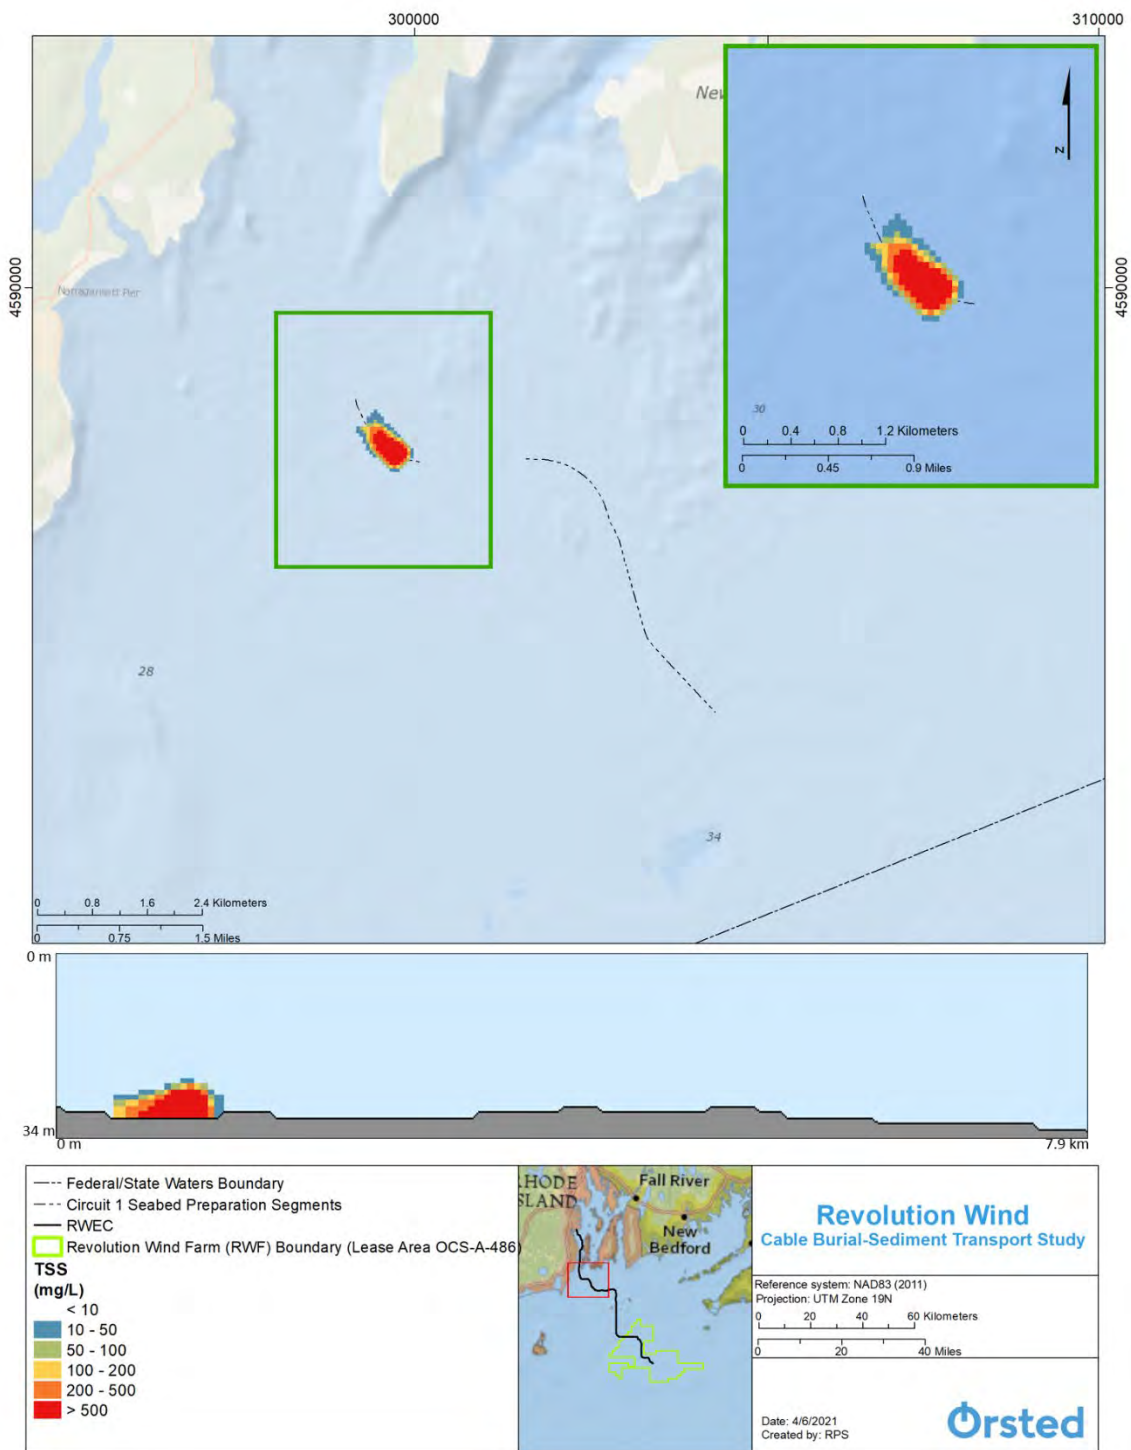 300000
310000
4590000
4590000
Narragansett Pier
New
N
30
0 0.4 0.8 1.2 Kilometers
0 0.45 0.9 Miles
28
34
0 0.8 1.6 2.4 Kilometers
0 0.75 1.5 Miles
0 m
34 m
0 m
7.9 km
Federal/State Waters Boundary
Circuit 1 Seabed Preparation Segments
RWEC
Revolution Wind Farm (RWF) Boundary (Lease Area OCS-A-486)
TSS
(mg/L)
< 10
10 - 50
50 - 100
100 - 200
200 - 500
> 500
RHODE
ISLAND
Fall River
New
Bedford
Revolution Wind
Cable Burial-Sediment Transport Study
Reference system: NAD83 (2011)
Projection: UTM Zone 19N
0 20 40 60 Kilometers
0 20 40 Miles
Date: 4/6/2021
Created by: RPS
Orsted